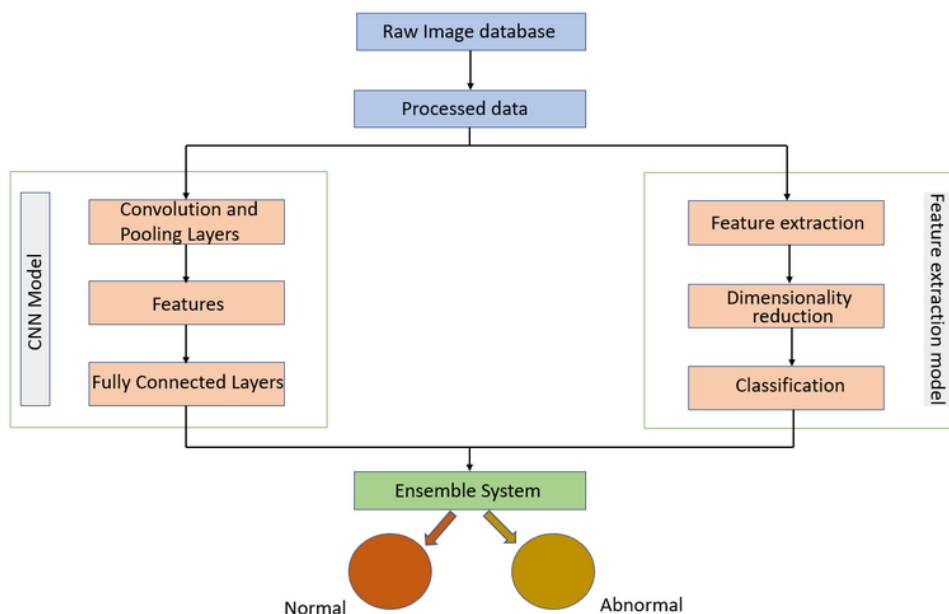 Raw Image database
Processed data
CNN Model
Convolution and
Pooling Layers
Features
Fully Connected Layers
Feature extraction
Dimensionality
reduction
Classification
Feature extraction model
Ensemble System
Normal
Abnormal